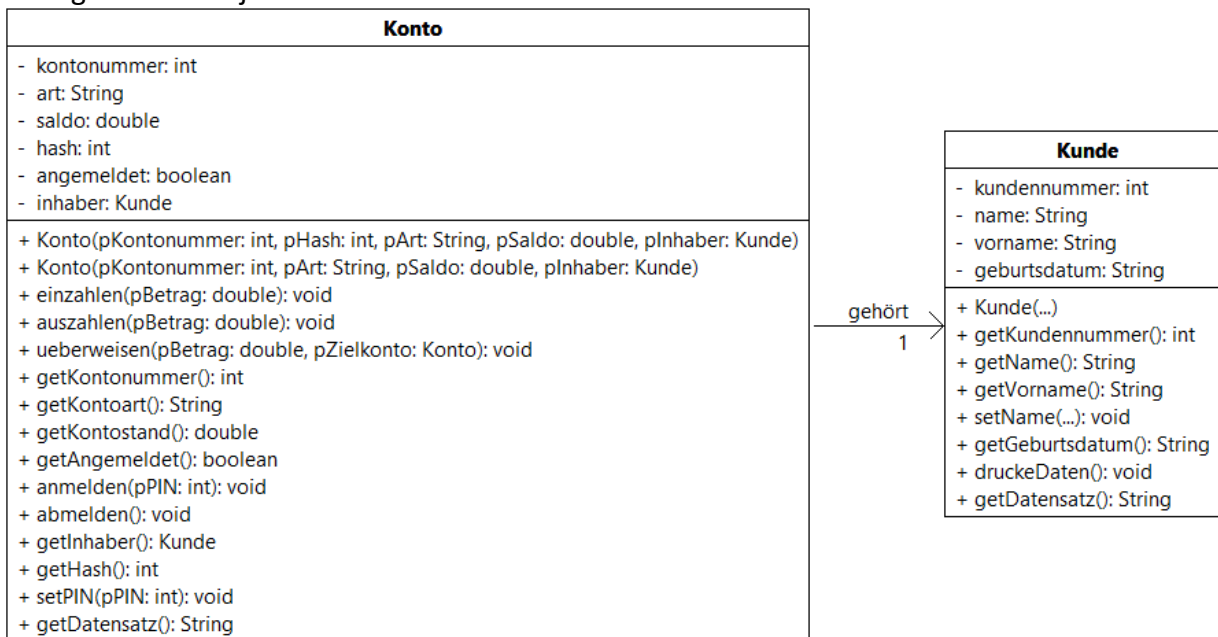 Konto
- kontonummer: int
- art: String
- saldo: double
- hash: int
- angemeldet: boolean
- inhaber: Kunde
+ Konto(pKontonummer: int, pHash: int, pArt: String, pSaldo: double, pInhaber: Kunde)
+ Konto(pKontonummer: int, pArt: String, pSaldo: double, pInhaber: Kunde)
+ einzahlen(pBetrag: double): void
+ auszahlen(pBetrag: double): void
+ ueberweisen(pBetrag: double, pZielkonto: Konto): void
+ getKontonummer(): int
+ getKontoart(): String
+ getKontostand(): double
+ getAngemeldet(): boolean
+ anmelden(pPIN: int): void
+ abmelden(): void
+ getInhaber(): Kunde
+ getHash(): int
+ setPIN(pPIN: int): void
+ getDatensatz(): String
gehört
1
Kunde
- kundennummer: int
- name: String
- vorname: String
- geburtsdatum: String
+ Kunde(...)
+ getKundennummer(): int
+ getName(): String
+ getVorname(): String
+ setName(...): void
+ getGeburtsdatum(): String
+ druckeDaten(): void
+ getDatensatz(): String